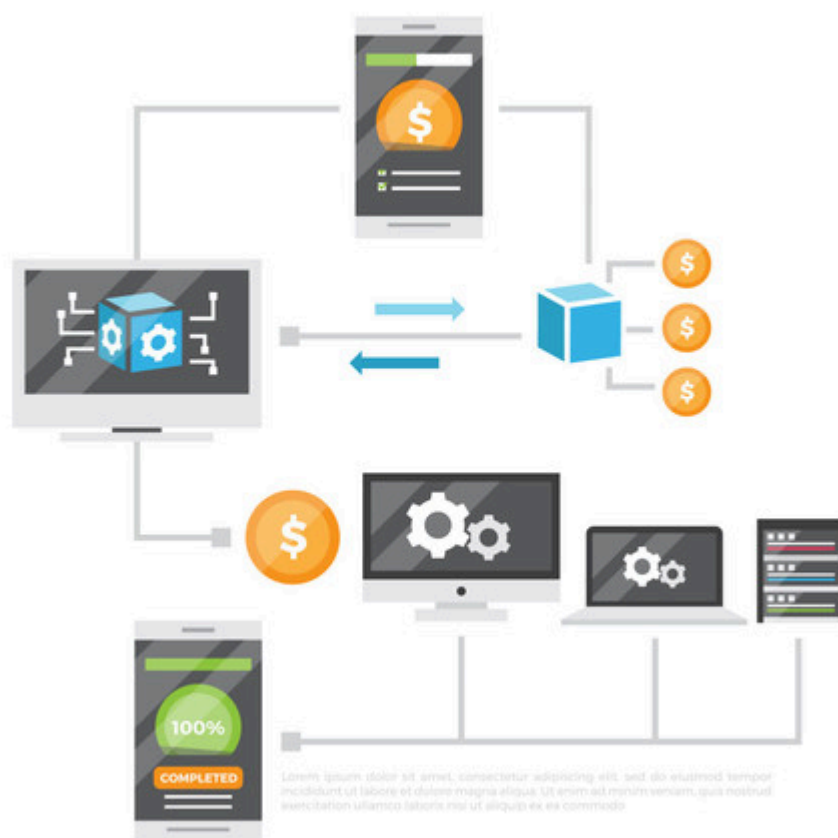 $
$
$
$
$
100%
COMPLETED
Lorem ipsum dolor sit amet, consectetur adipiscing elit, sed do eiusmod tempor
incididunt ut labore et dolore magna aliqua. Ut enim ad minim veniam, quis nostrud
exercitation ullamco laboris nisi ut aliquip ex ea commodo